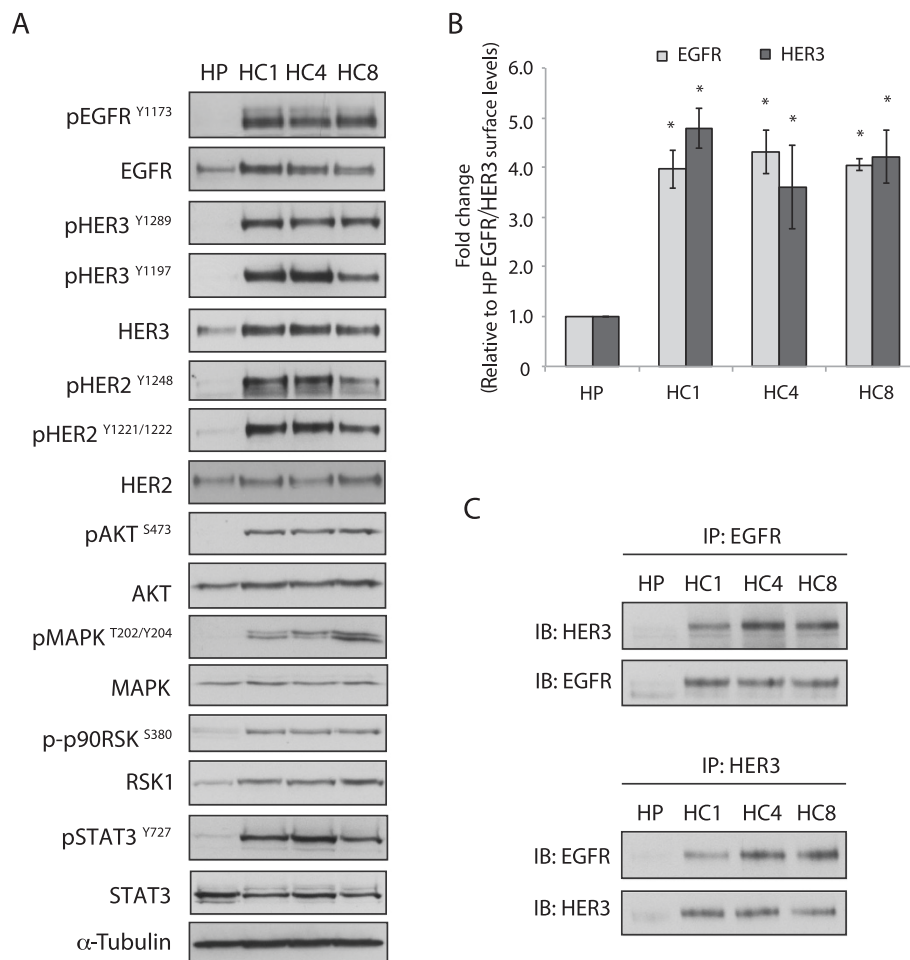 A
HP HC1 HC4 HC8
pEGFR Y1173
EGFR
pHER3 Y1289
pHER3 Y1197
HER3
pHER2 Y1248
pHER2 Y1221/1222
HER2
pAKT S473
AKT
pMAPK T202/Y204
MAPK
p-p90RSK S380
RSK1
pSTAT3 Y727
STAT3
α-Tubulin
B
EGFR HER3
Fold change
(Relative to HP EGFR/HER3 surface levels)
6.0
5.0
4.0
3.0
2.0
1.0
0
* * * * * *
HP HC1 HC4 HC8
C
IP: EGFR
HP HC1 HC4 HC8
IB: HER3
IB: EGFR
IP: HER3
HP HC1 HC4 HC8
IB: EGFR
IB: HER3